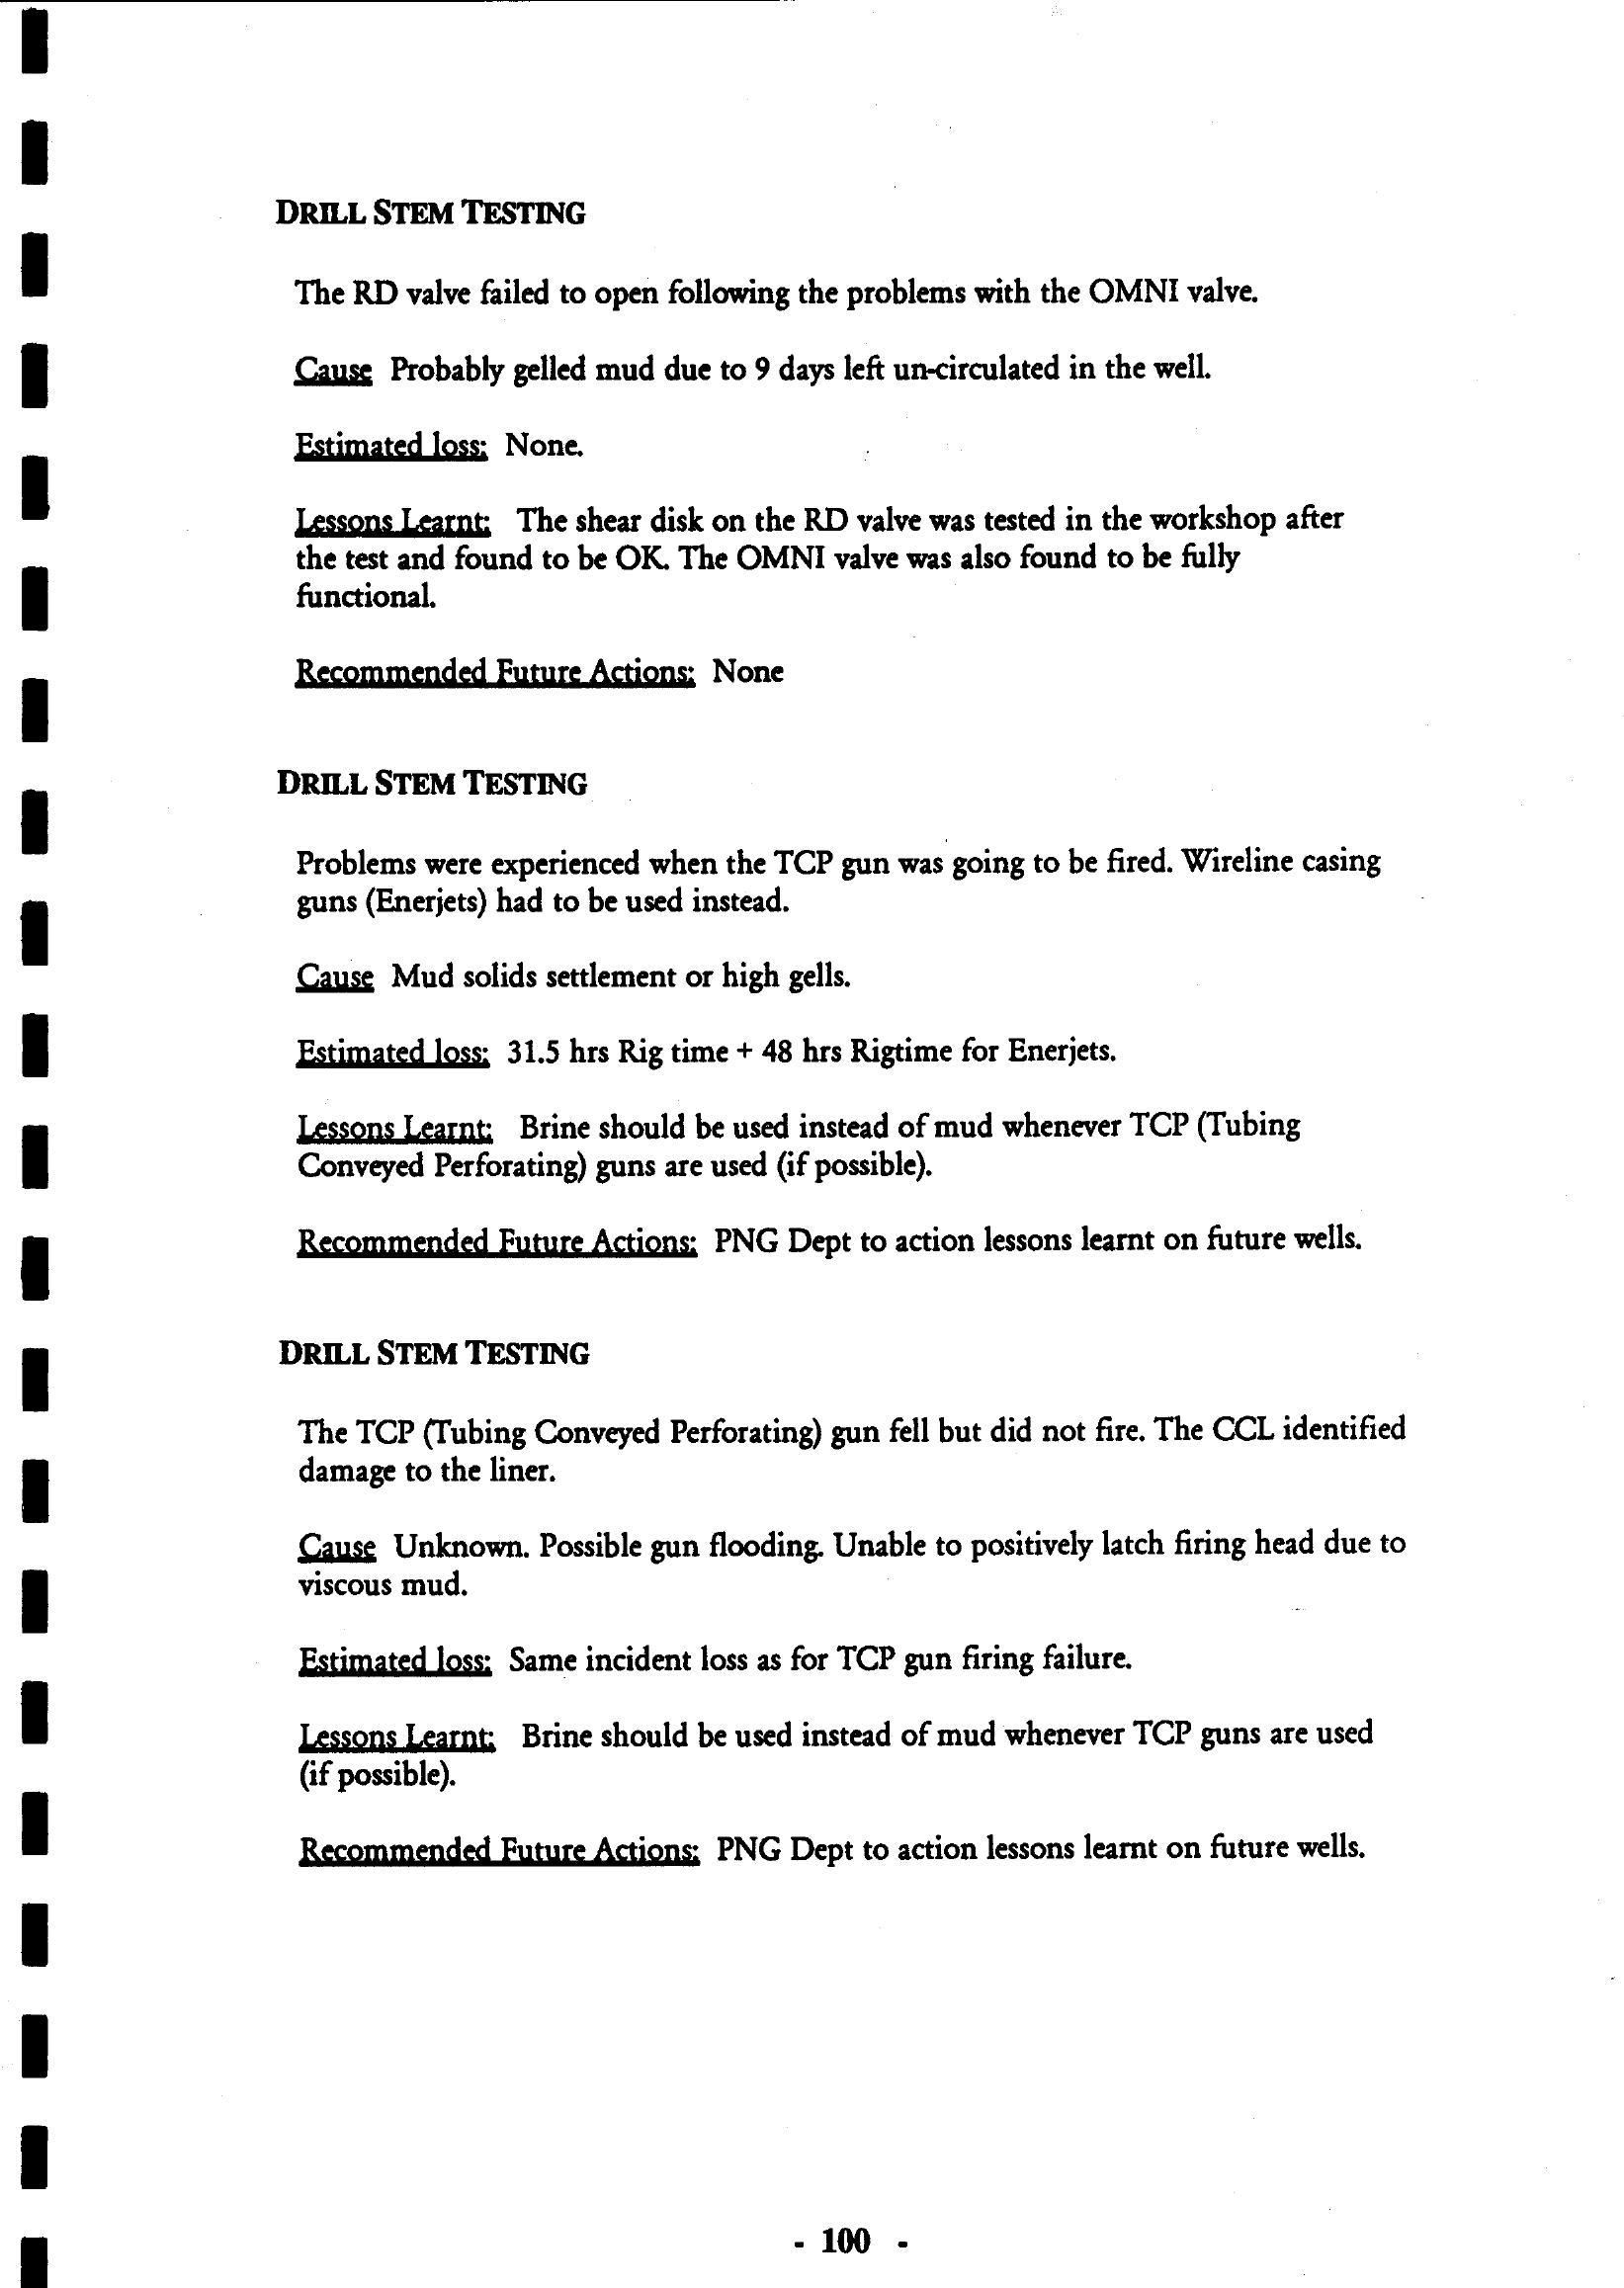 DRILL STEM TESTING
The RD valve failed to open following the problems with the OMNI valve.
Cause Probably gelled mud due to 9 days left un-circulated in the well.
Estimated loss: None.
Lessons Learnt: The shear disk on the RD valve was tested in the workshop after
the test and found to be OK. The OMNI valve was also found to be fully
functional.
Recommended Future Actions: None
DRILL STEM TESTING
Problems were experienced when the TCP gun was going to be fired. Wireline casing
guns (Enerjets) had to be used instead.
Cause Mud solids settlement or high gells.
Estimated loss: 31.5 hrs Rig time + 48 hrs Rigtime for Enerjets.
Lessons Learnt: Brine should be used instead of mud whenever TCP (Tubing
Conveyed Perforating) guns are used (if possible).
Recommended Future Actions: PNG Dept to action lessons learnt on future wells.
DRILL STEM TESTING
The TCP (Tubing Conveyed Perforating) gun fell but did not fire. The CCL identified
damage to the liner.
Cause Unknown. Possible gun flooding. Unable to positively latch firing head due to
viscous mud.
Estimated loss: Same incident loss as for TCP gun firing failure.
Lessons Learnt: Brine should be used instead of mud whenever TCP guns are used
(if possible).
Recommended Future Actions: PNG Dept to action lessons learnt on future wells.
- 100 -